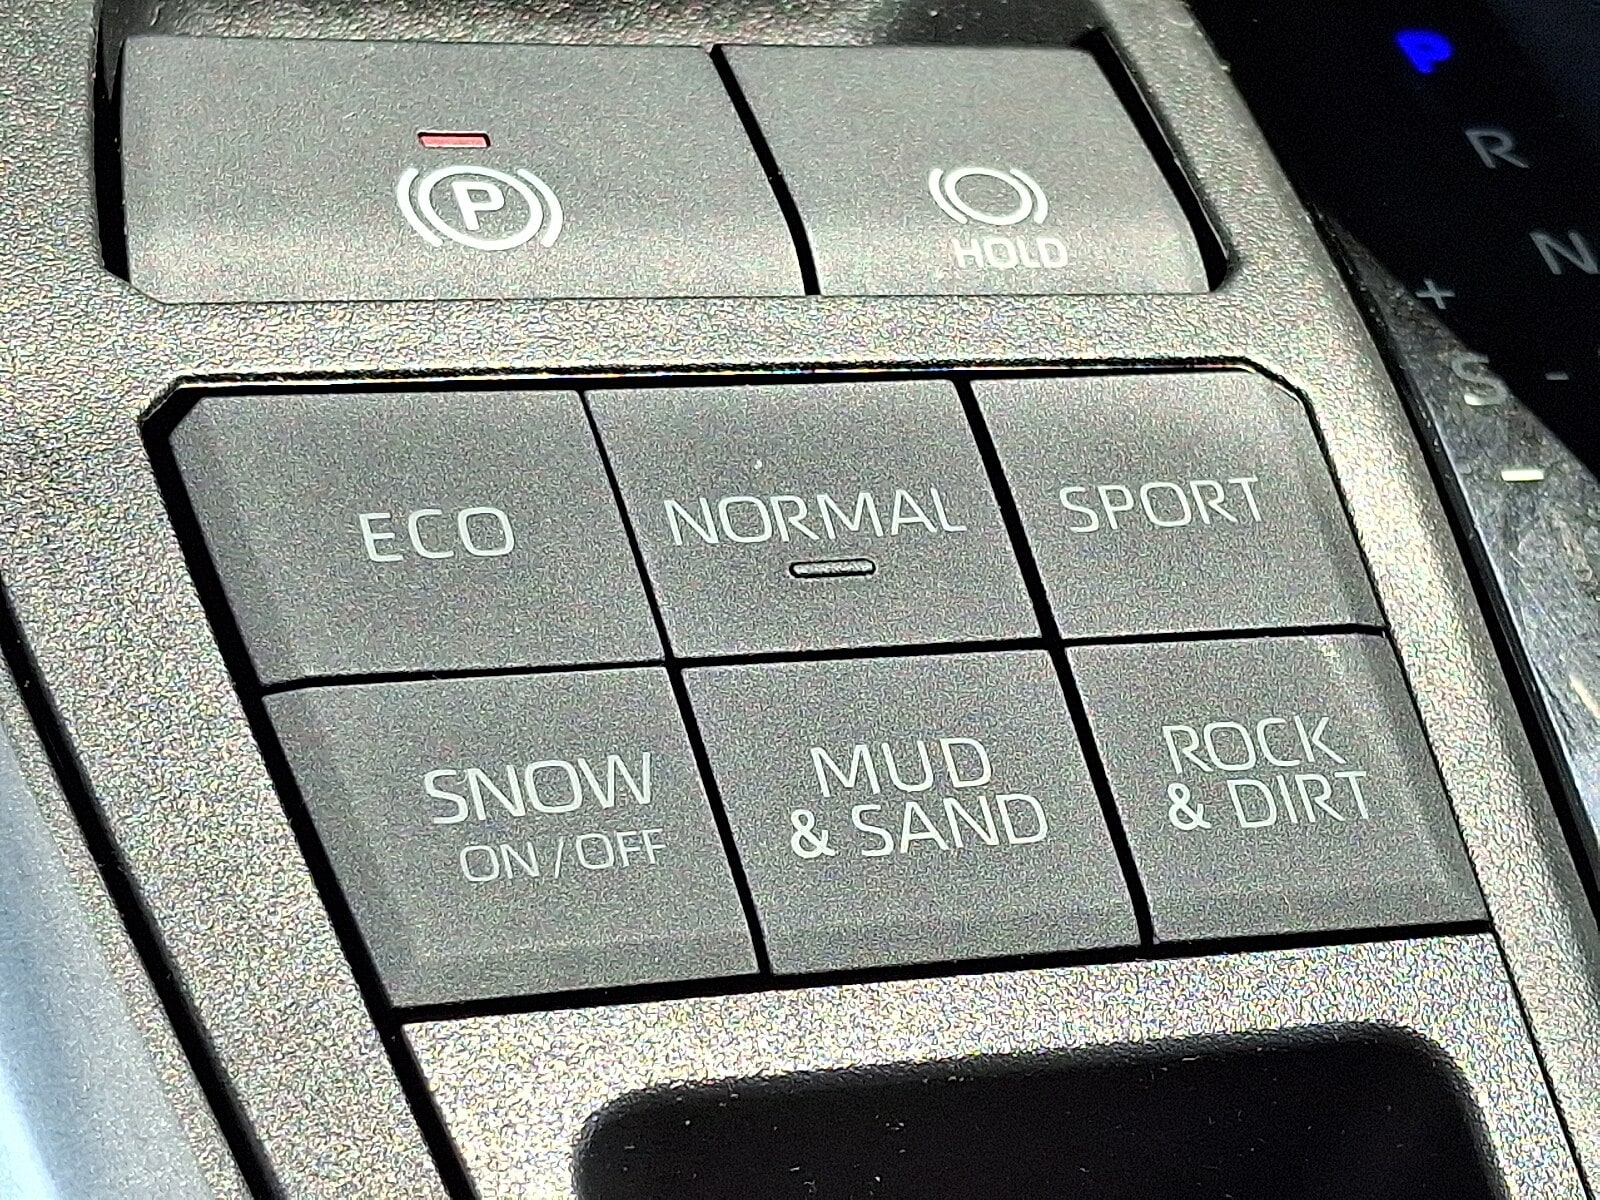 P
P
R
HOLD
N
+
S -
ECO
NORMAL
SPORT
SNOW
ON/OFF
MUD
& SAND
ROCK
& DIRT